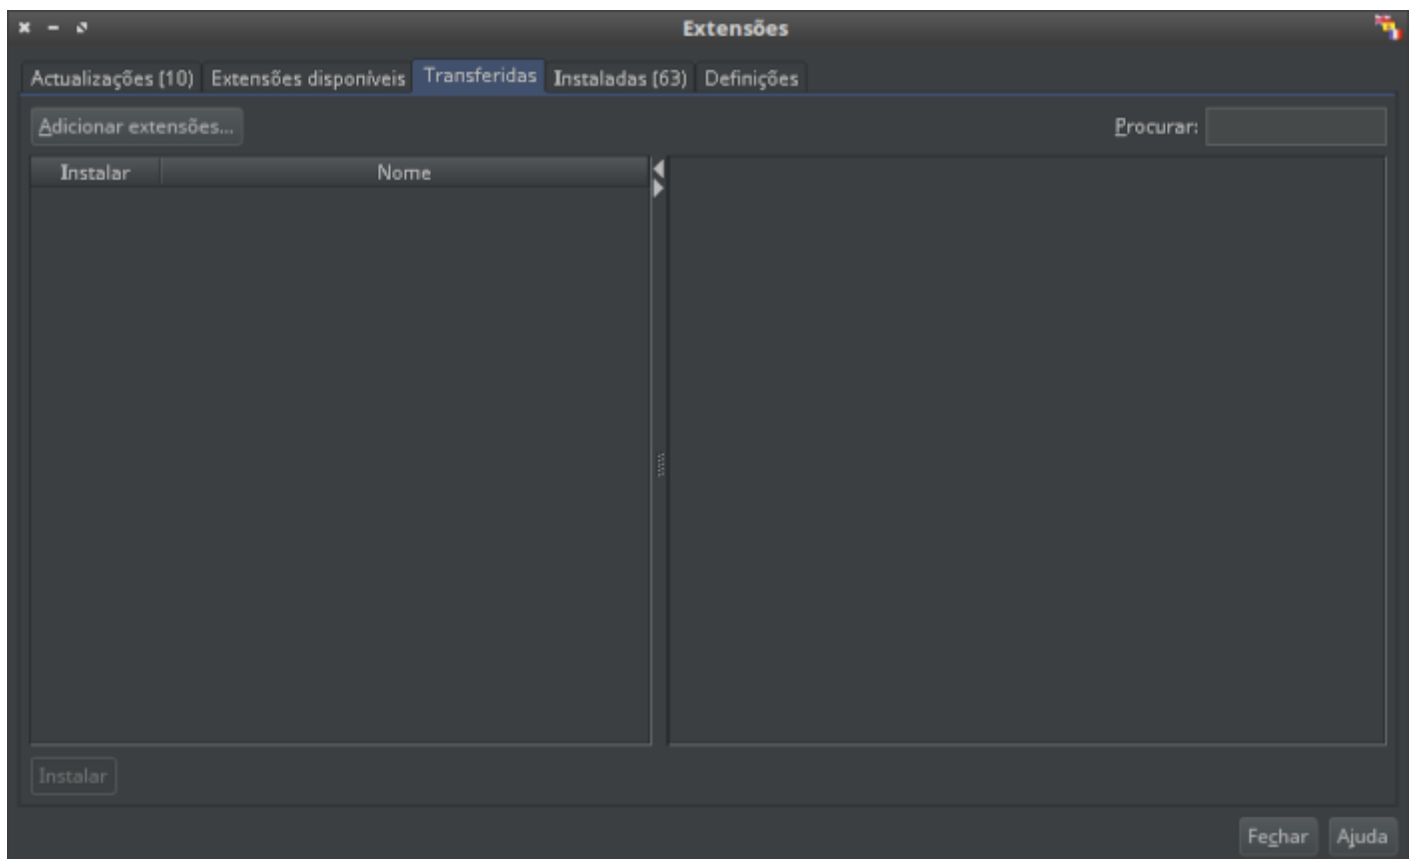 Extensões
Actualizações (10) Extensões disponíveis Transferidas Instaladas (63) Definições
Adicionar extensões... Procurar:
Instalar Nome
Instalar
Fechar Ajuda